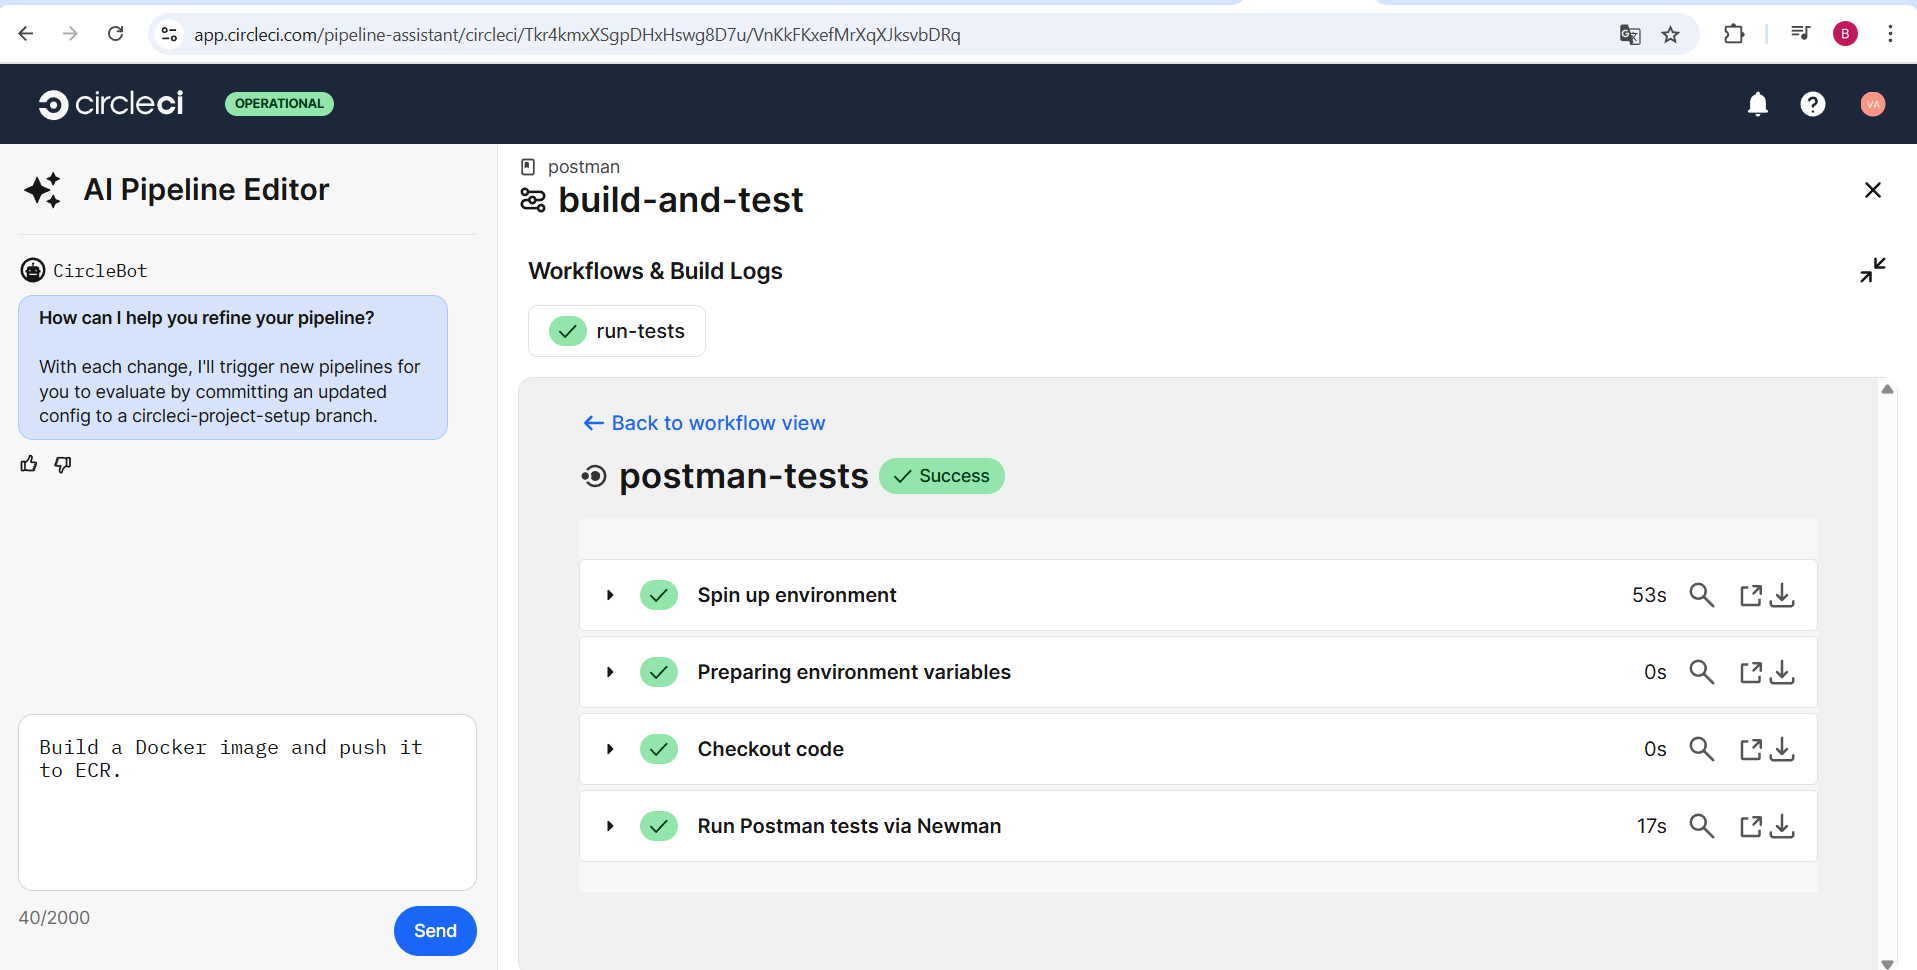 app.circleci.com/pipeline-assistant/circleci/Tkr4kmxXSgpDHxHswg8D7u/VnKkFKxefMrXqXJksvbDRq
B
circleci
OPERATIONAL
VA
AI Pipeline Editor
CircleBot
How can I help you refine your pipeline?
With each change, I'll trigger new pipelines for
you to evaluate by committing an updated
config to a circleci-project-setup branch.
Build a Docker image and push it
to ECR.
40/2000
Send
postman
build-and-test
Workflows & Build Logs
run-tests
Back to workflow view
postman-tests
Success
Spin up environment 53s
Preparing environment variables 0s
Checkout code 0s
Run Postman tests via Newman 17s